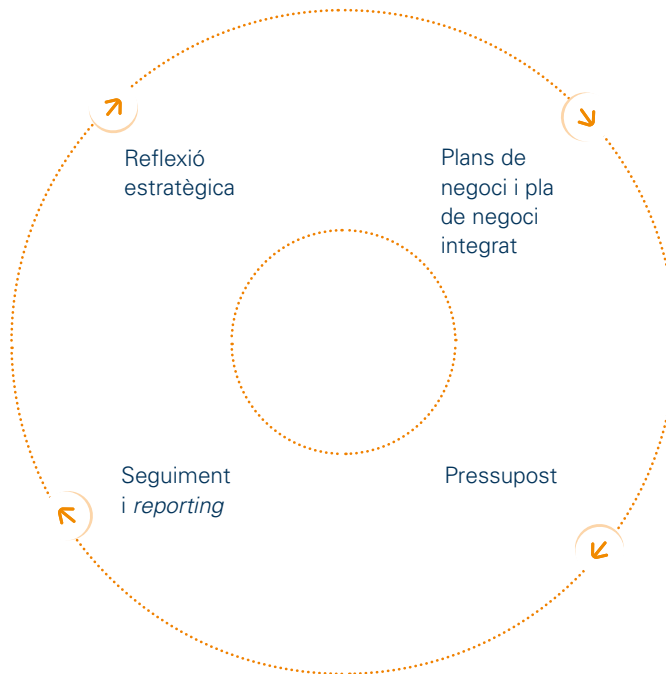 Reflexió
estratègica
Plans de
negoci i pla
de negoci
integrat
Seguiment
i reporting
Pressupost